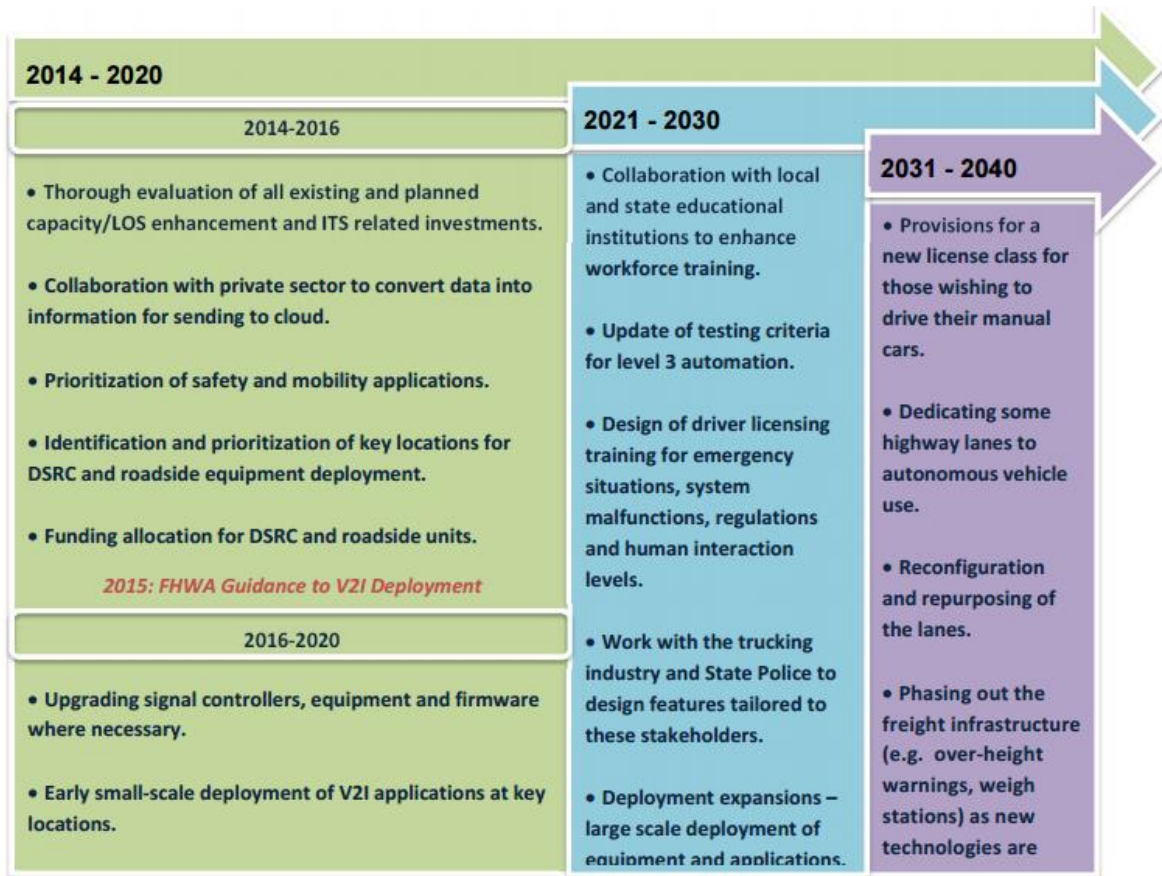 2014 - 2020
2014-2016
• Thorough evaluation of all existing and planned
capacity/LOS enhancement and ITS related investments.
• Collaboration with private sector to convert data into
information for sending to cloud.
• Prioritization of safety and mobility applications.
• Identification and prioritization of key locations for
DSRC and roadside equipment deployment.
• Funding allocation for DSRC and roadside units.
2015: FHWA Guidance to V2I Deployment
2016-2020
• Upgrading signal controllers, equipment and firmware
where necessary.
• Early small-scale deployment of V2I applications at key
locations.
2021 - 2030
• Collaboration with local
and state educational
institutions to enhance
workforce training.
• Update of testing criteria
for level 3 automation.
• Design of driver licensing
training for emergency
situations, system
malfunctions, regulations
and human interaction
levels.
• Work with the trucking
industry and State Police to
design features tailored to
these stakeholders.
• Deployment expansions –
large scale deployment of
equipment and applications.
2031 - 2040
• Provisions for a
new license class for
those wishing to
drive their manual
cars.
• Dedicating some
highway lanes to
autonomous vehicle
use.
• Reconfiguration
and repurposing of
the lanes.
• Phasing out the
freight infrastructure
(e.g. over-height
warnings, weigh
stations) as new
technologies are